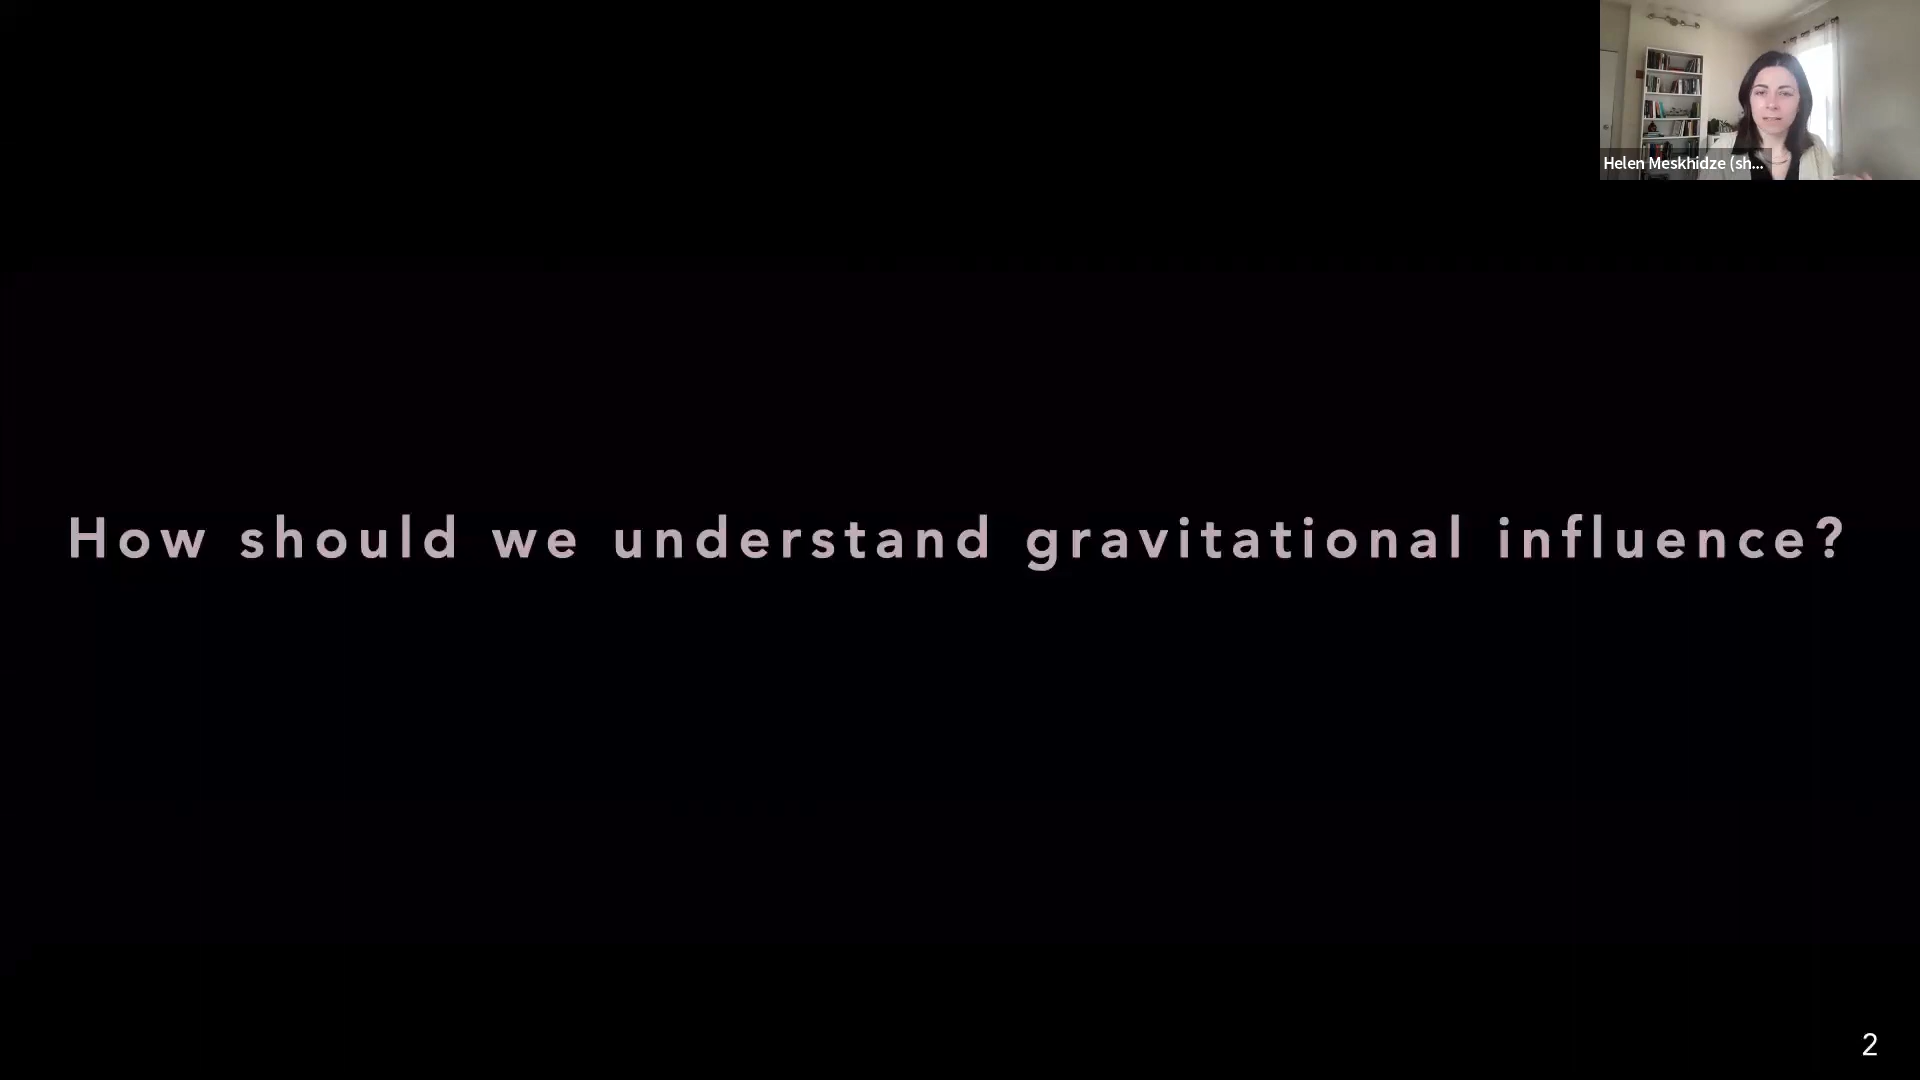 Helen Meskhidze (sh...
How should we understand gravitational influence?
2